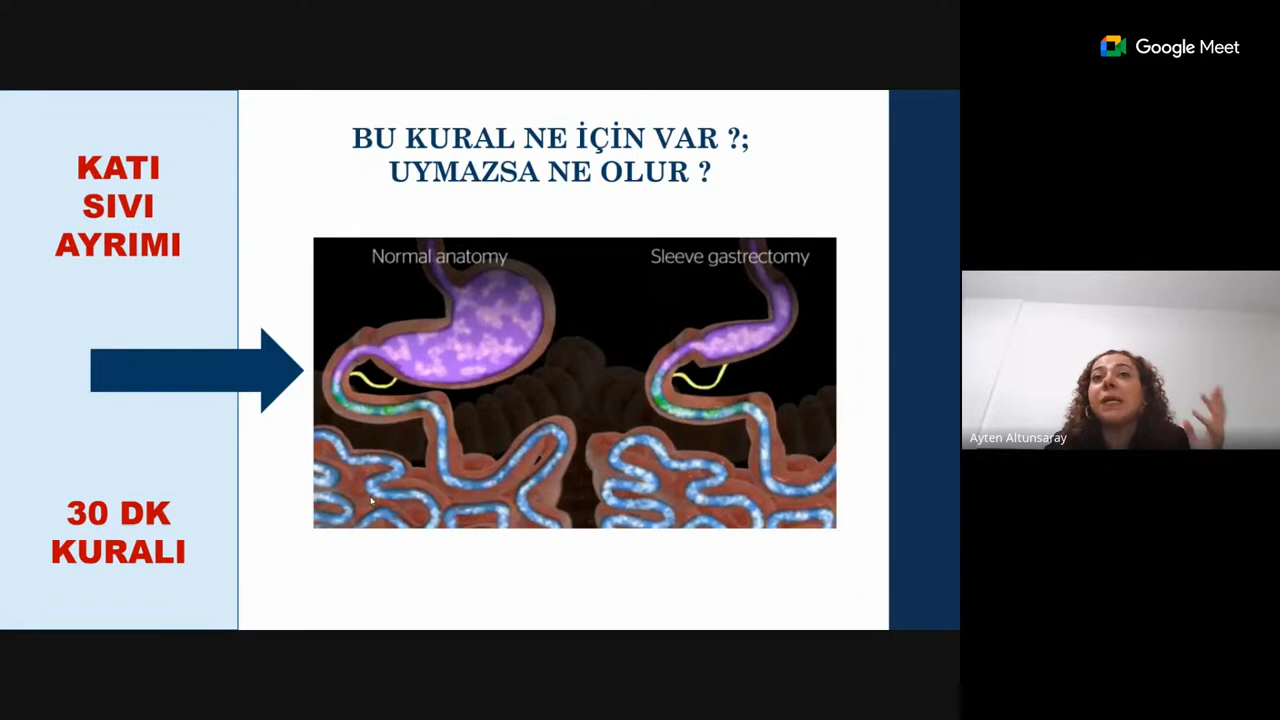 Google Meet
KATI
SIVI
AYRIMI
30 DK
KURALI
BU KURAL NE İÇİN VAR ?;
UYMAZSA NE OLUR ?
Normal anatomy
Sleeve gastrectomy
Ayten Altunsaray